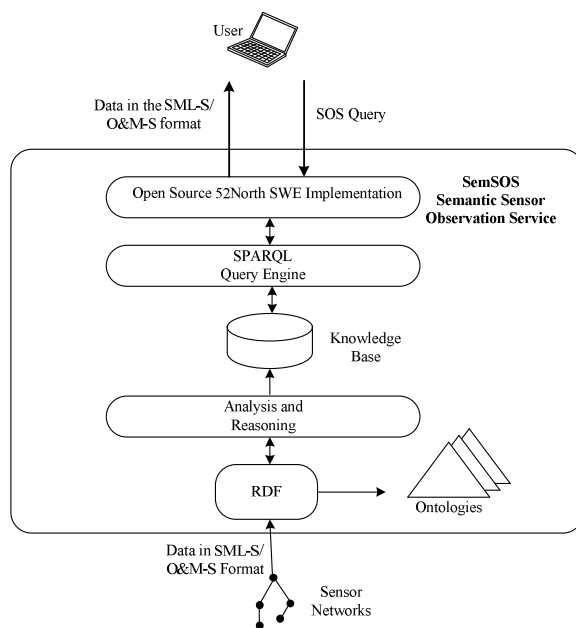 User
Data in the SML-S/
O&M-S format
SOS Query
SemSOS
Semantic Sensor
Observation Service
Open Source 52North SWE Implementation
SPARQL
Query Engine
Knowledge
Base
Analysis and
Reasoning
RDF
Ontologies
Data in SML-S/
O&M-S Format
Sensor
Networks